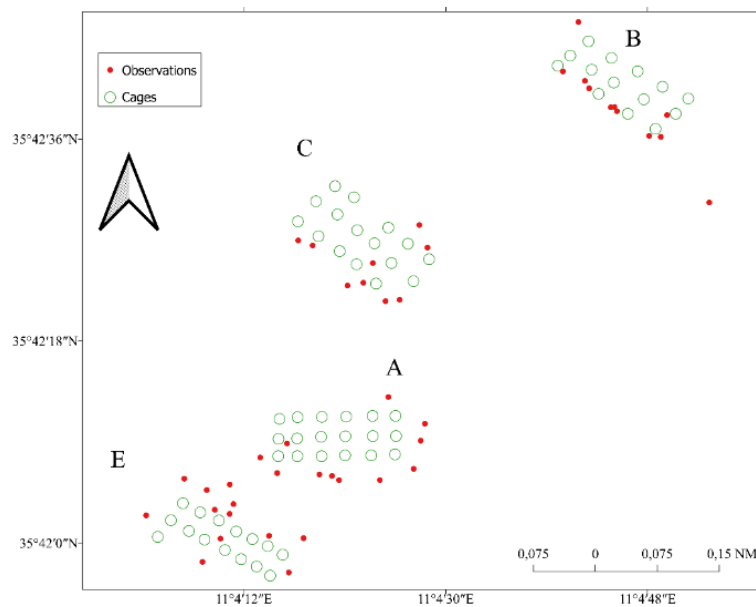 B
Observations
Cages
35°42'36"N
C
35°42'18"N
A
E
35°42'0"N
0,075 0 0,075 0,15 NM
11°4'12"E 11°4'30"E 11°4'48"E